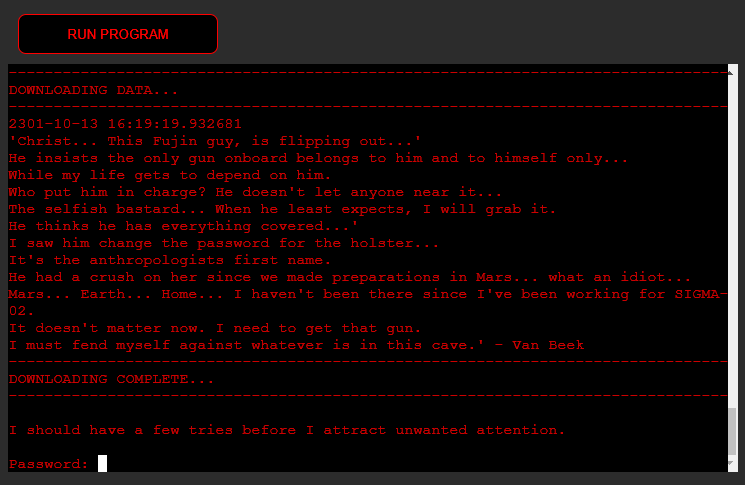 RUN PROGRAM
--------------------------------------------------------------------------------
DOWNLOADING DATA...
--------------------------------------------------------------------------------
2301-10-13 16:19:19.932681
'Christ... This Fujin guy, is flipping out...'
He insists the only gun onboard belongs to him and to himself only...
While my life gets to depend on him.
Who put him in charge? He doesn't let anyone near it...
The selfish bastard... When he least expects, I will grab it.
He thinks he has everything covered...'
I saw him change the password for the holster...
It's the anthropologists first name.
He had a crush on her since we made preparations in Mars... what an idiot...
Mars... Earth... Home... I haven't been there since I've been working for SIGMA-
02.
It doesn't matter now. I need to get that gun.
I must fend myself against whatever is in this cave.' - Van Beek
--------------------------------------------------------------------------------
DOWNLOADING COMPLETE...
--------------------------------------------------------------------------------
I should have a few tries before I attract unwanted attention.
Password: